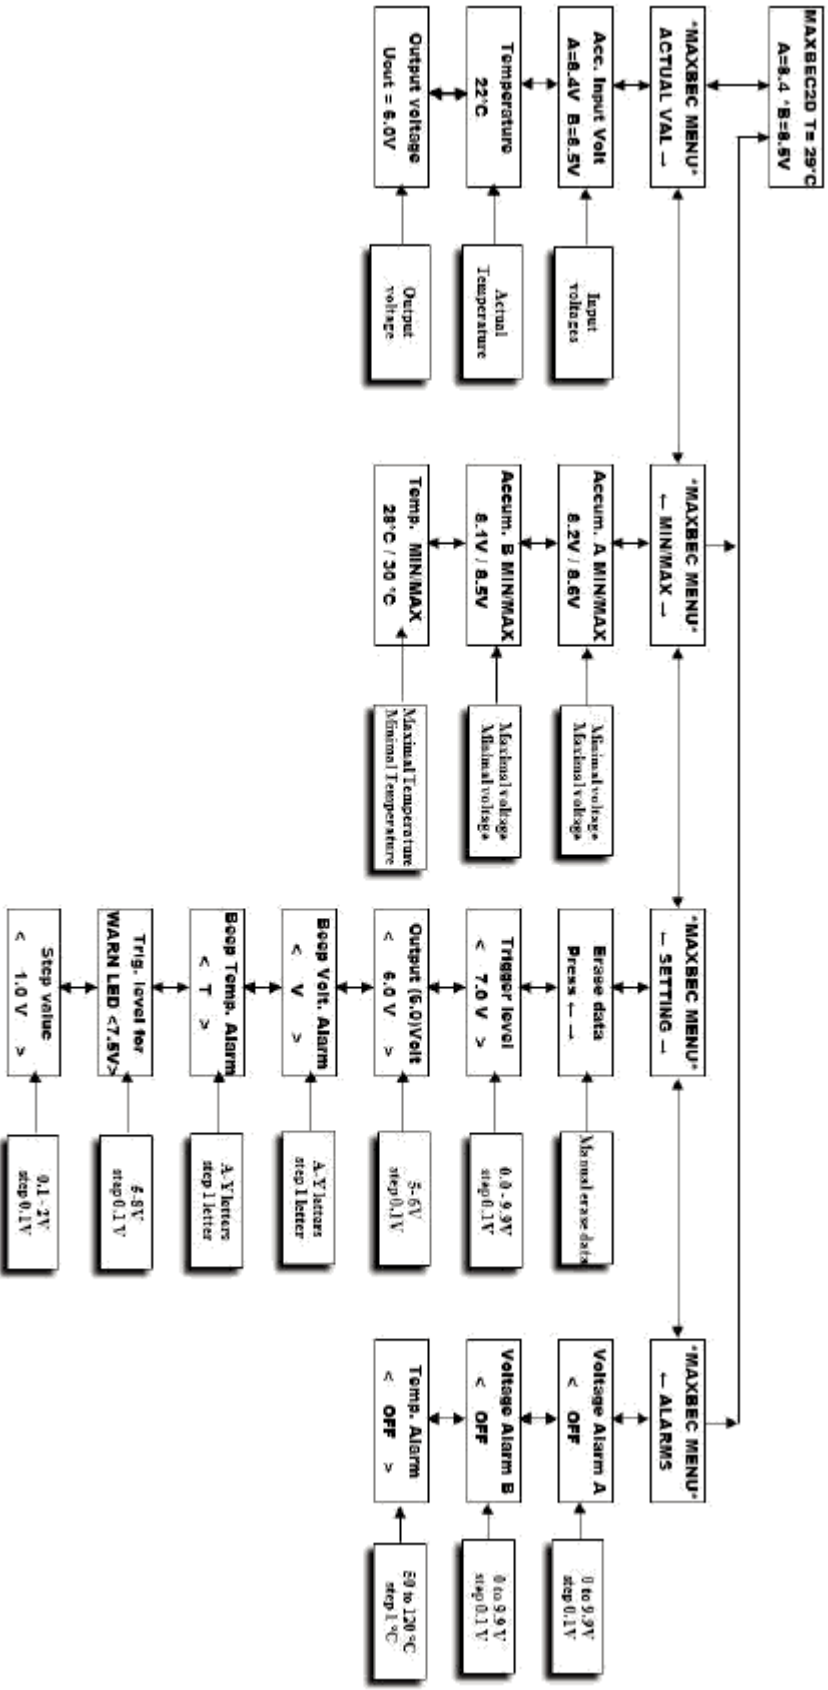 MAXBEC2D T= 29°C
A=8.4 *B=8.5V
*MAXBEC MENU*
ACTUAL VAL →
Acc. Input Volt
A=8.4V B=8.5V
Input
voltages
Temperature
22°C
Actual
Temperature
Output voltage
Uout = 6.0V
Output
voltage
*MAXBEC MENU*
← MIN/MAX →
Accum. A MIN/MAX
8.2V / 8.6V
Minimal voltage
Maximal voltage
Accum. B MIN/MAX
8.1V / 8.5V
Maximal voltage
Minimal voltage
Temp. MIN/MAX
28°C / 30 °C
Maximal Temperature
Minimal Temperature
*MAXBEC MENU*
← SETTING →
Erase data
Press ← →
Manual erase data
Trigger level
< 7.0 V >
0.0 - 9.9V
step 0.1V
Output (6.0)Volt
< 6.0 V >
5- 6V
step 0.1V
Beep Volt. Alarm
< V >
A-Y letters
step 1 letter
Beep Temp. Alarm
< T >
A-Y letters
step 1 letter
Trig. level for
WARN LED <7.5V>
6-8V
step 0.1 V
Step value
< 1.0 V >
0.1 - 2V
step 0.1V
*MAXBEC MENU*
← ALARMS
Voltage Alarm A
< OFF
0 to 9.9V
step 0.1V
Voltage Alarm B
< OFF
0 to 9.9 V
step 0.1 V
Temp. Alarm
< OFF >
to 120 °C
step 1 °C